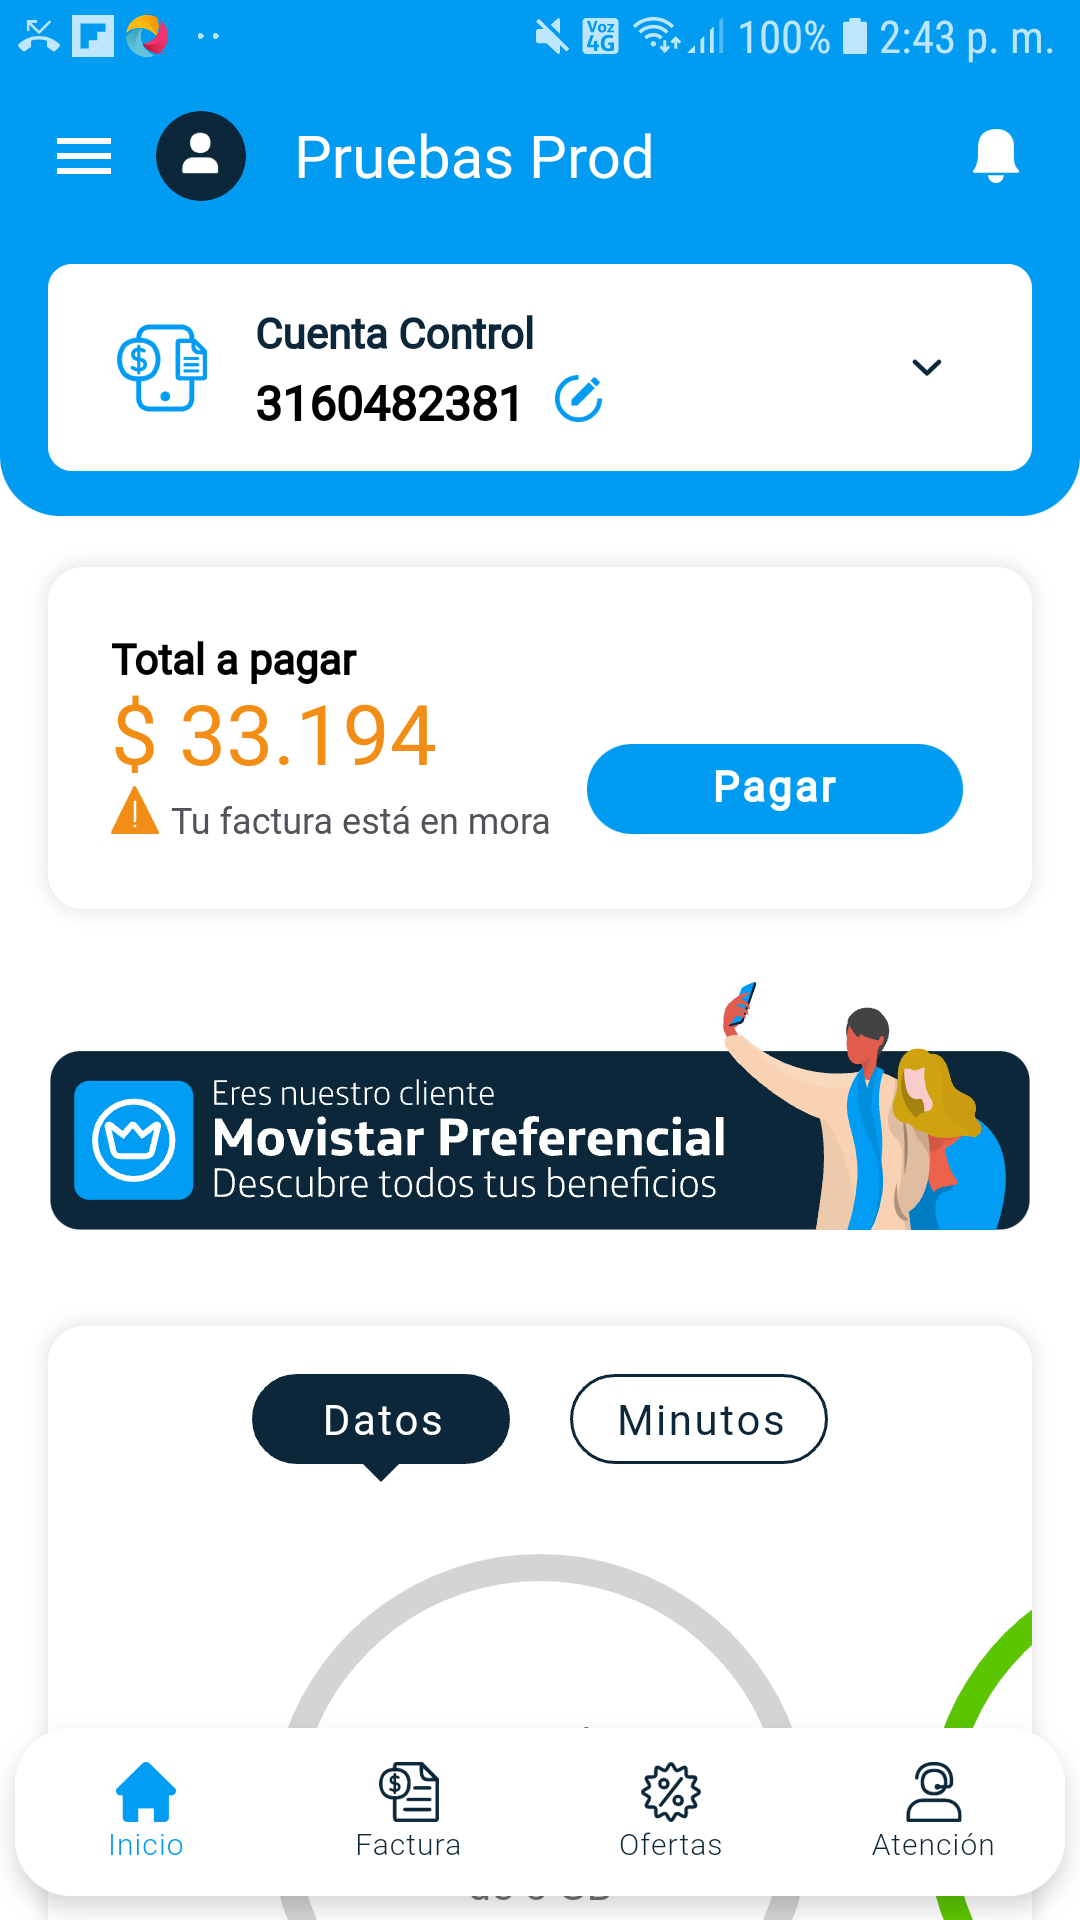 Voz 4G 100% 2:43 p. m.
Pruebas Prod
Cuenta Control
3160482381
Total a pagar
$ 33.194
Tu factura está en mora
Pagar
Eres nuestro cliente
Movistar Preferencial
Descubre todos tus beneficios
Datos Minutos
Inicio Factura Ofertas Atención